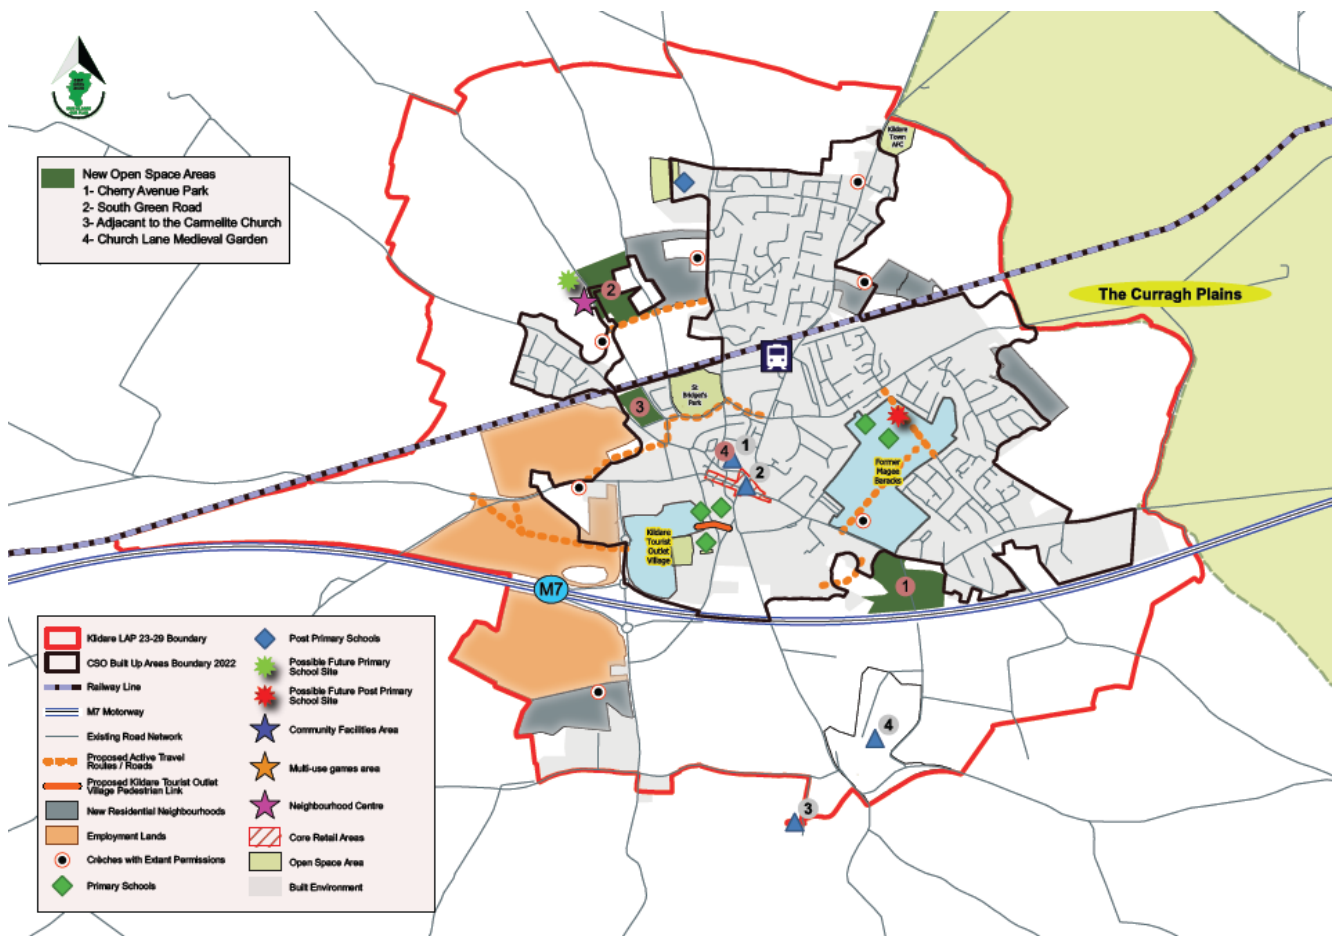 New Open Space Areas
1- Cherry Avenue Park
2- South Green Road
3- Adjacant to the Carmelite Church
4- Church Lane Medieval Garden
Kildare
Town
AFC
The Curragh Plains
2
St
Bridget's
Park
3
4
1
2
Former
Magee
Baracks
Kildare
Tourist
Outlet
Village
M7
1
4
3
Kildare LAP 23-29 Boundary
CSO Built Up Areas Boundary 2022
Railway Line
M7 Motorway
Existing Road Network
Proposed Active Travel
Routes / Roads
Proposed Kildare Tourist Outlet
Village Pedestrian Link
New Residential Neighbourhoods
Employment Lands
Crèches with Extant Permissions
Primary Schools
Post Primary Schools
Possible Future Primary
School Site
Possible Future Post Primary
School Site
Community Facilities Area
Multi-use games area
Neighbourhood Centre
Core Retail Areas
Open Space Area
Built Environment